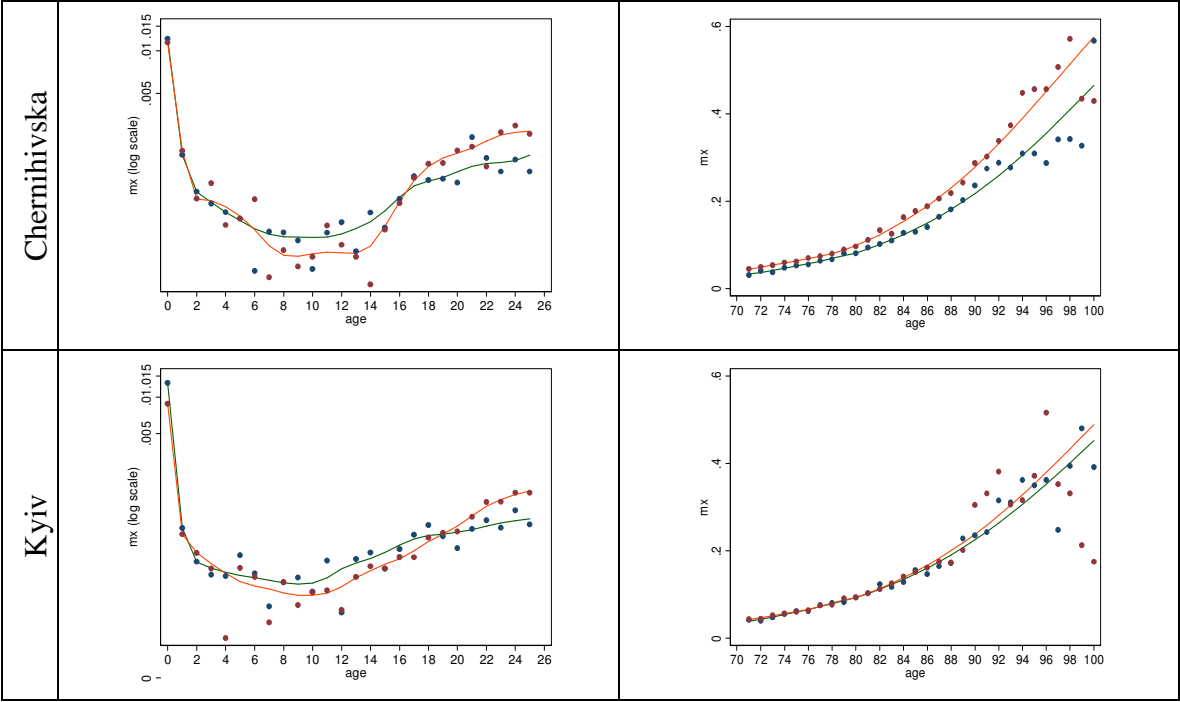 Chernihivska
mx (log scale)
.005 .01 .015
0 2 4 6 8 10 12 14 16 18 20 22 24 26
age
mx
0 .2 .4 .6
70 72 74 76 78 80 82 84 86 88 90 92 94 96 98 100
age
Kyiv
mx (log scale)
0 .005 .01 .015
0 2 4 6 8 10 12 14 16 18 20 22 24 26
age
mx
0 .2 .4 .6
70 72 74 76 78 80 82 84 86 88 90 92 94 96 98 100
age